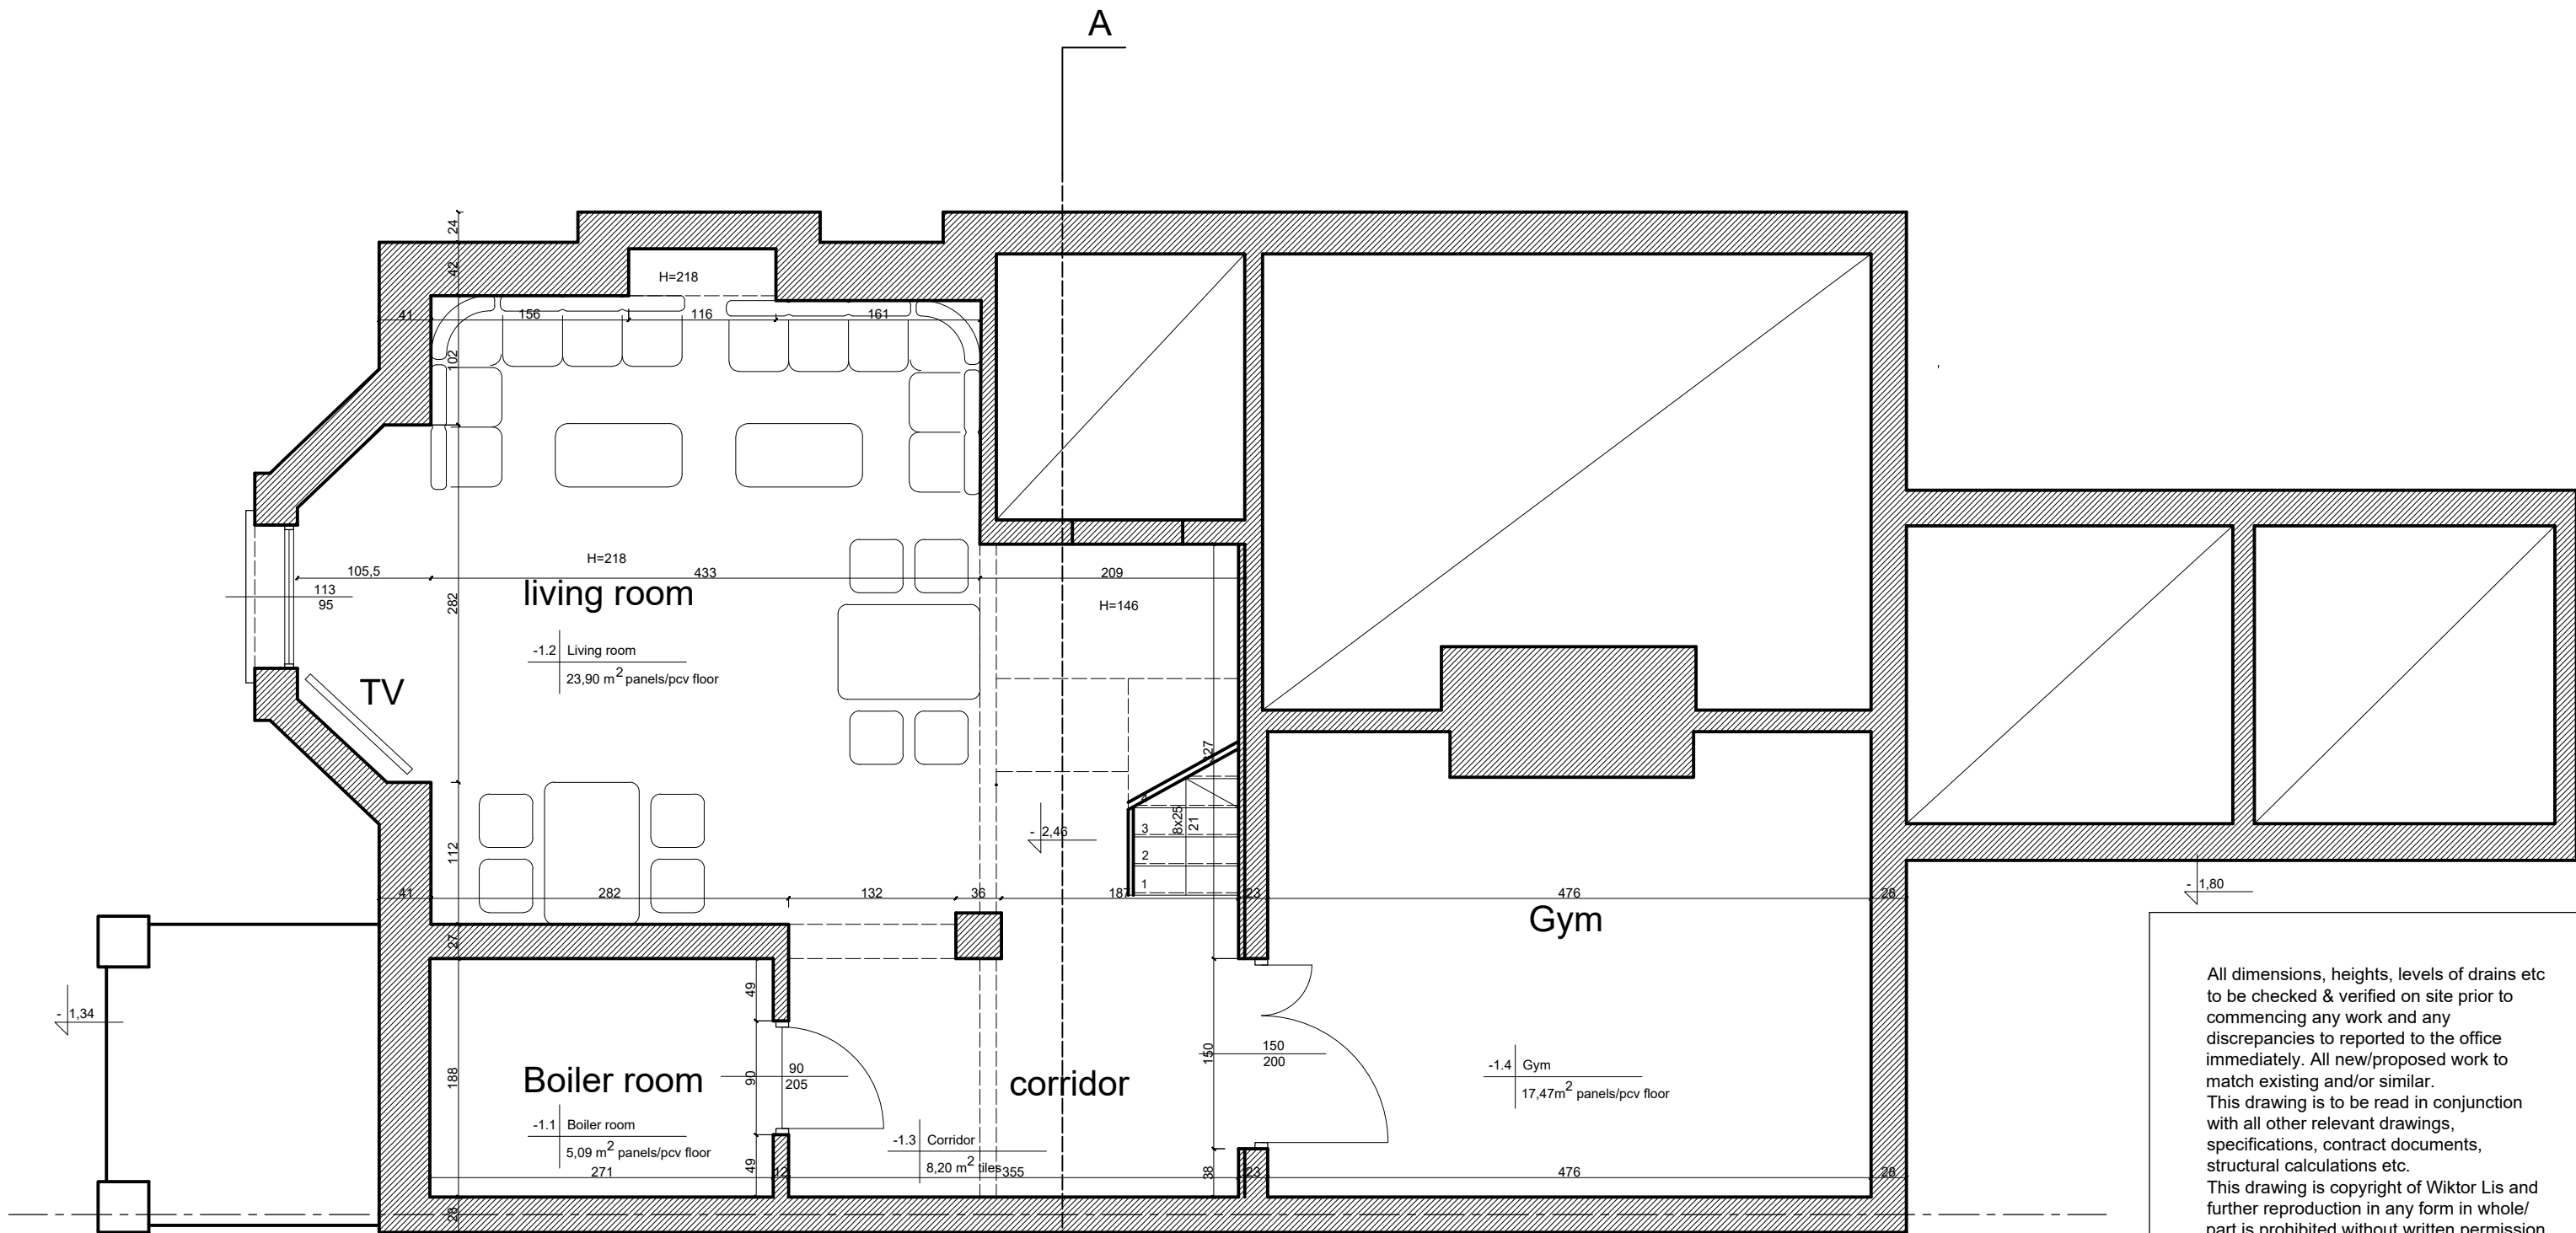 A
24
42
H=218
41
156
116
161
102
H=218
105,5
433
209
113
95
282
living room
H=146
-1.2 Living room
23,90 m2 panels/pcv floor
TV
8x25
21
3
2
1
- 2,46
112
41
282
132
36
187
23
476
28
- 1,80
Gym
27
49
- 1,34
188
90
90
205
150
150
200
Boiler room
corridor
-1.4 Gym
17,47m2 panels/pcv floor
-1.1 Boiler room
5,09 m2 panels/pcv floor
-1.3 Corridor
8,20 m2 tiles
49
271
12
355
38
23
476
28
28
All dimensions, heights, levels of drains etc
to be checked & verified on site prior to
commencing any work and any
discrepancies to reported to the office
immediately. All new/proposed work to
match existing and/or similar.
This drawing is to be read in conjunction
with all other relevant drawings,
specifications, contract documents,
structural calculations etc.
This drawing is copyright of Wiktor Lis and
further reproduction in any form in whole/
part is prohibited without written permission